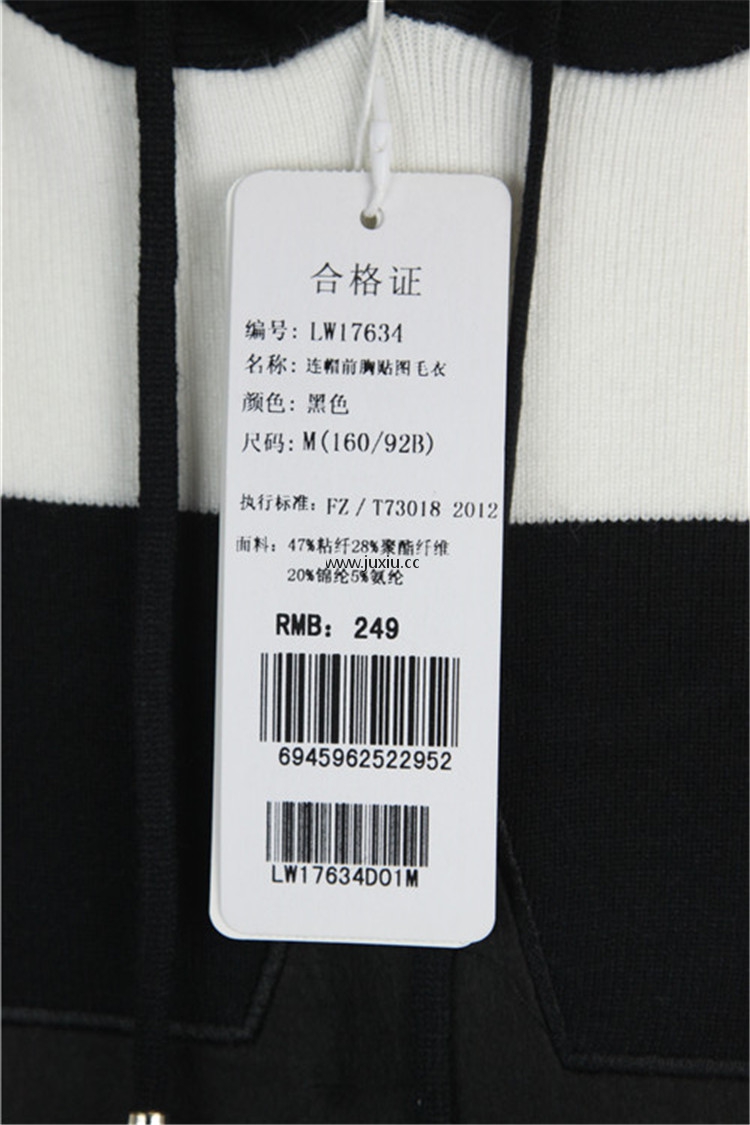 合格证
编号: LW17634
名称: 连帽前胸贴图毛衣
颜色: 黑色
尺码: M(160/92B)
执行标准: FZ/T73018 2012
面料: 47%粘纤28%聚酯纤维
www.juxiu.cc
20%锦纶5%氨纶
RMB: 249
6945962522952
LW17634D01M